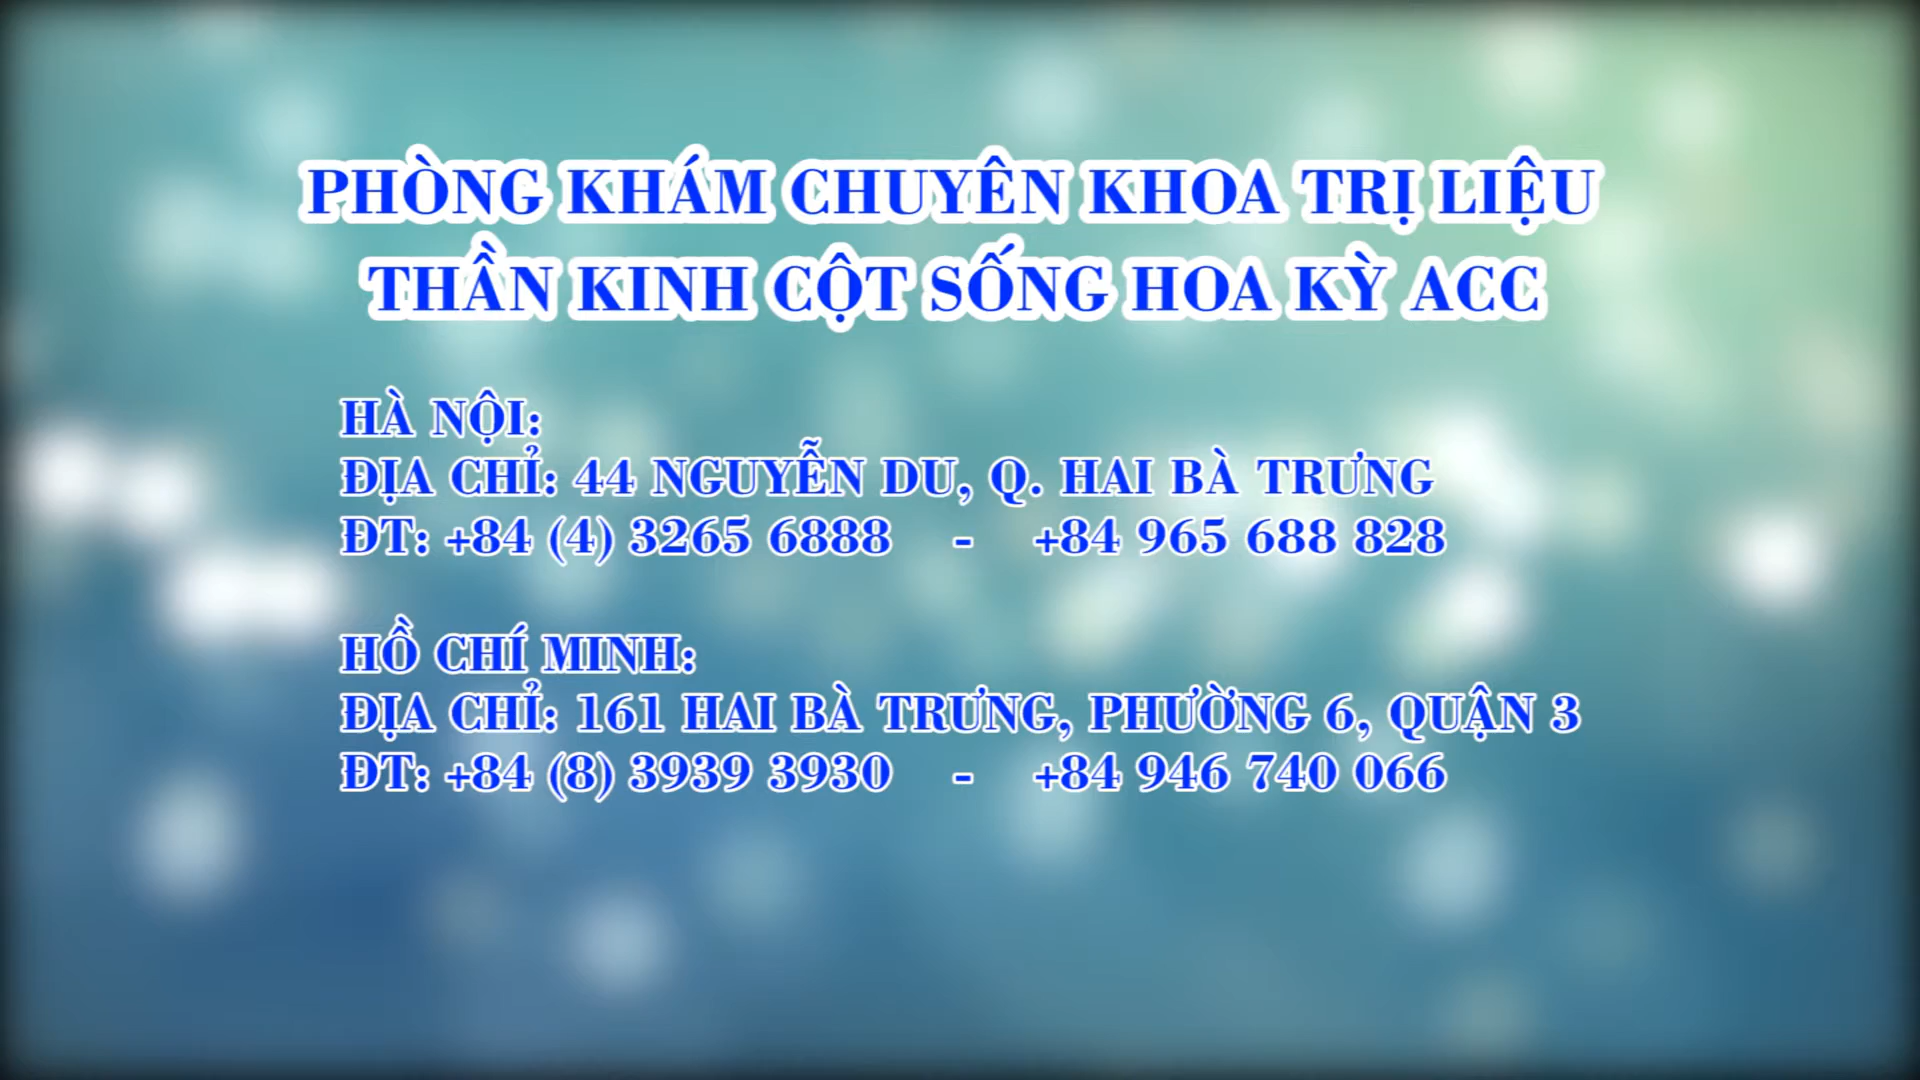 PHÒNG KHÁM CHUYÊN KHOA TRỊ LIỆU
THẦN KINH CỘT SỐNG HOA KỲ ACC
HÀ NỘI:
ĐỊA CHỈ: 44 NGUYỄN DU, Q. HAI BÀ TRƯNG
ĐT: +84 (4) 3265 6888 - +84 965 688 828
HỒ CHÍ MINH:
ĐỊA CHỈ: 161 HAI BÀ TRƯNG, PHƯỜNG 6, QUẬN 3
ĐT: +84 (8) 3939 3930 - +84 946 740 066